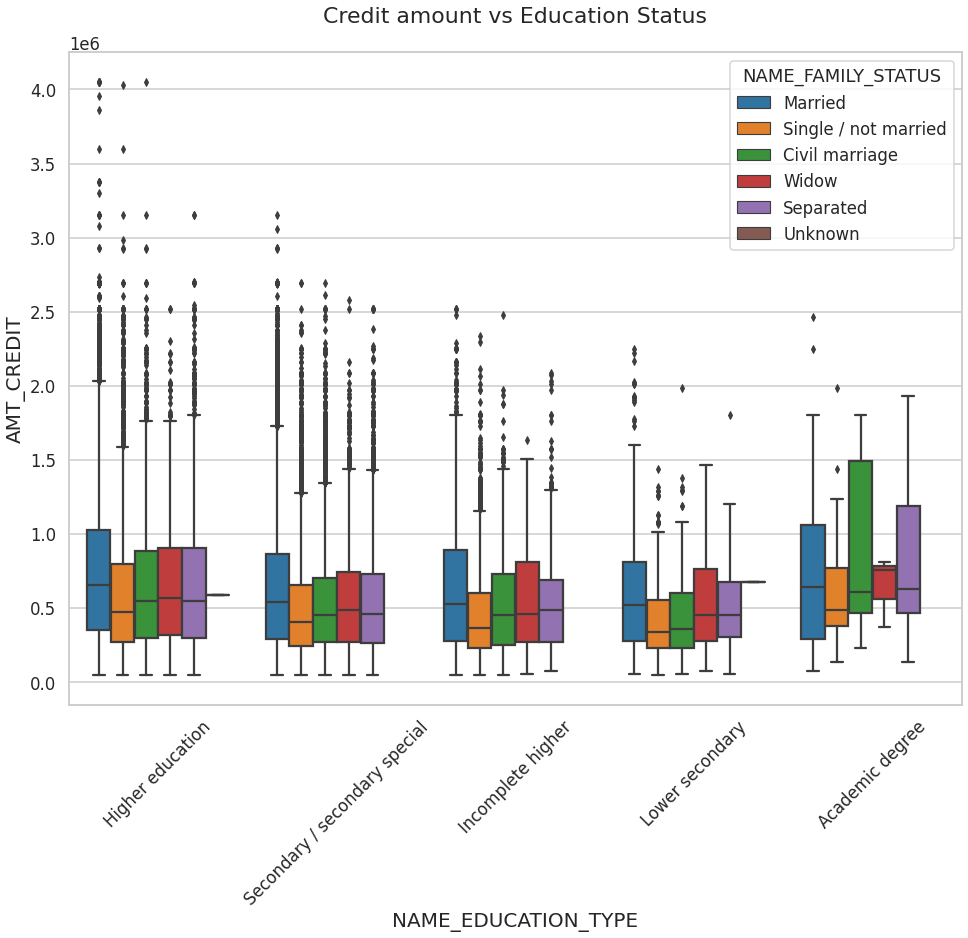 Credit amount vs Education Status
1e6
4.0
3.5
3.0
2.5
2.0
1.5
1.0
0.5
0.0
AMT_CREDIT
NAME_FAMILY_STATUS
Married
Single / not married
Civil marriage
Widow
Separated
Unknown
Higher education
Secondary / secondary special
Incomplete higher
Lower secondary
Academic degree
NAME_EDUCATION_TYPE